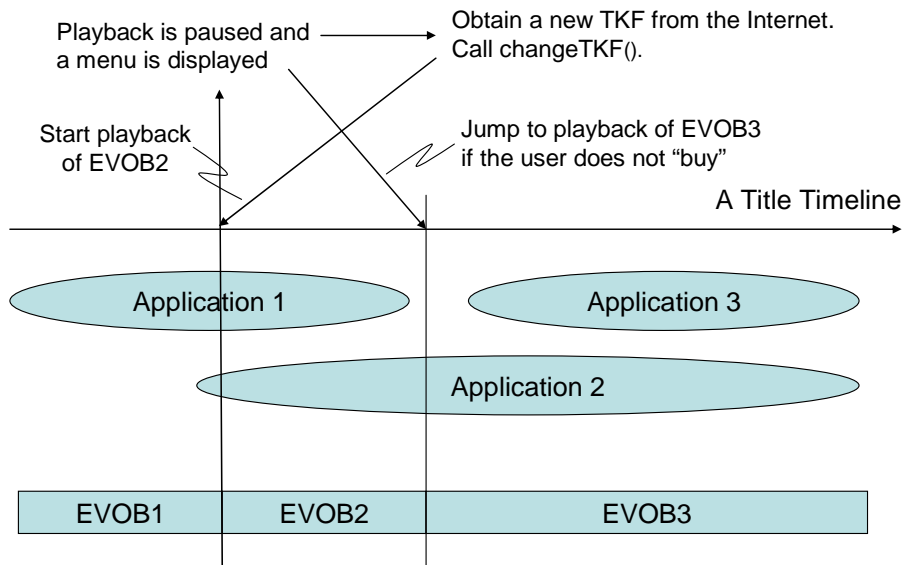 Playback is paused and
a menu is displayed
Obtain a new TKF from the Internet.
Call changeTKF().
Start playback
of EVOB2
Jump to playback of EVOB3
if the user does not “buy”
A Title Timeline
Application 1
Application 3
Application 2
EVOB1
EVOB2
EVOB3